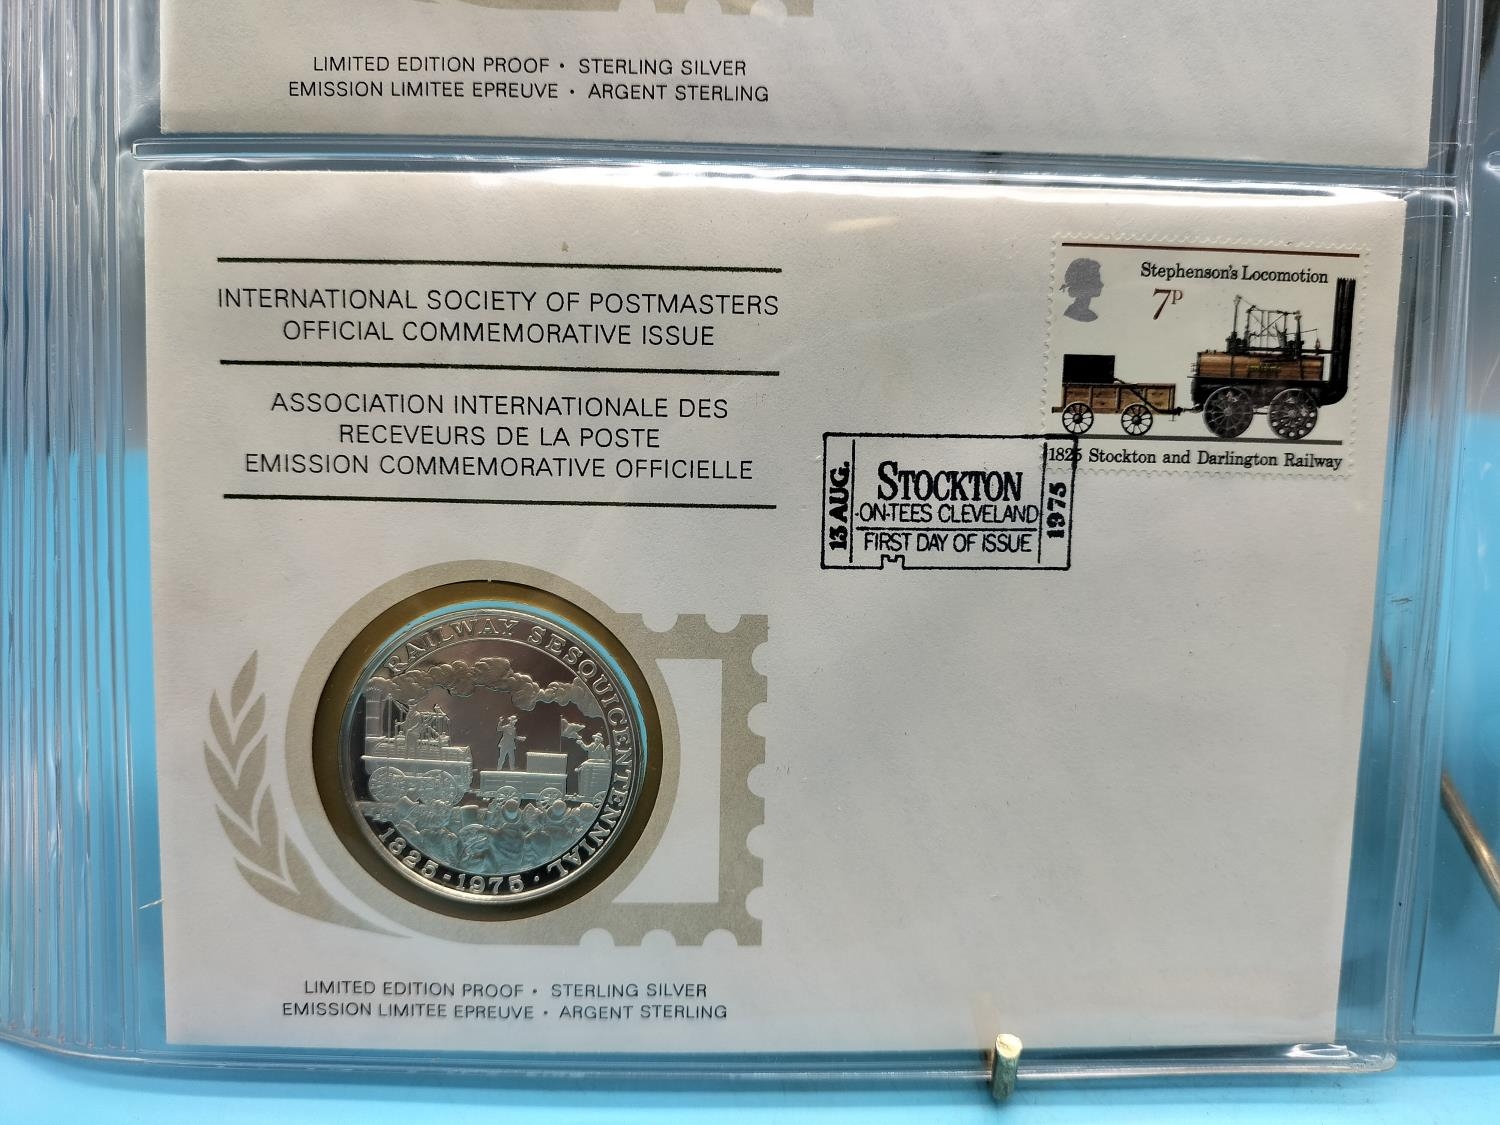 LIMITED EDITION PROOF • STERLING SILVER
EMISSION LIMITEE EPREUVE • ARGENT STERLING
INTERNATIONAL SOCIETY OF POSTMASTERS
OFFICIAL COMMEMORATIVE ISSUE
ASSOCIATION INTERNATIONALE DES
RECEVEURS DE LA POSTE
EMISSION COMMEMORATIVE OFFICIELLE
Stephenson's Locomotion
7P
1825 Stockton and Darlington Railway
13 AUG.
STOCKTON
-ON-TEES CLEVELAND
FIRST DAY OF ISSUE
1975
RAILWAY SESQUICENTENNIAL •
1825-1975
LIMITED EDITION PROOF • STERLING SILVER
EMISSION LIMITEE EPREUVE • ARGENT STERLING